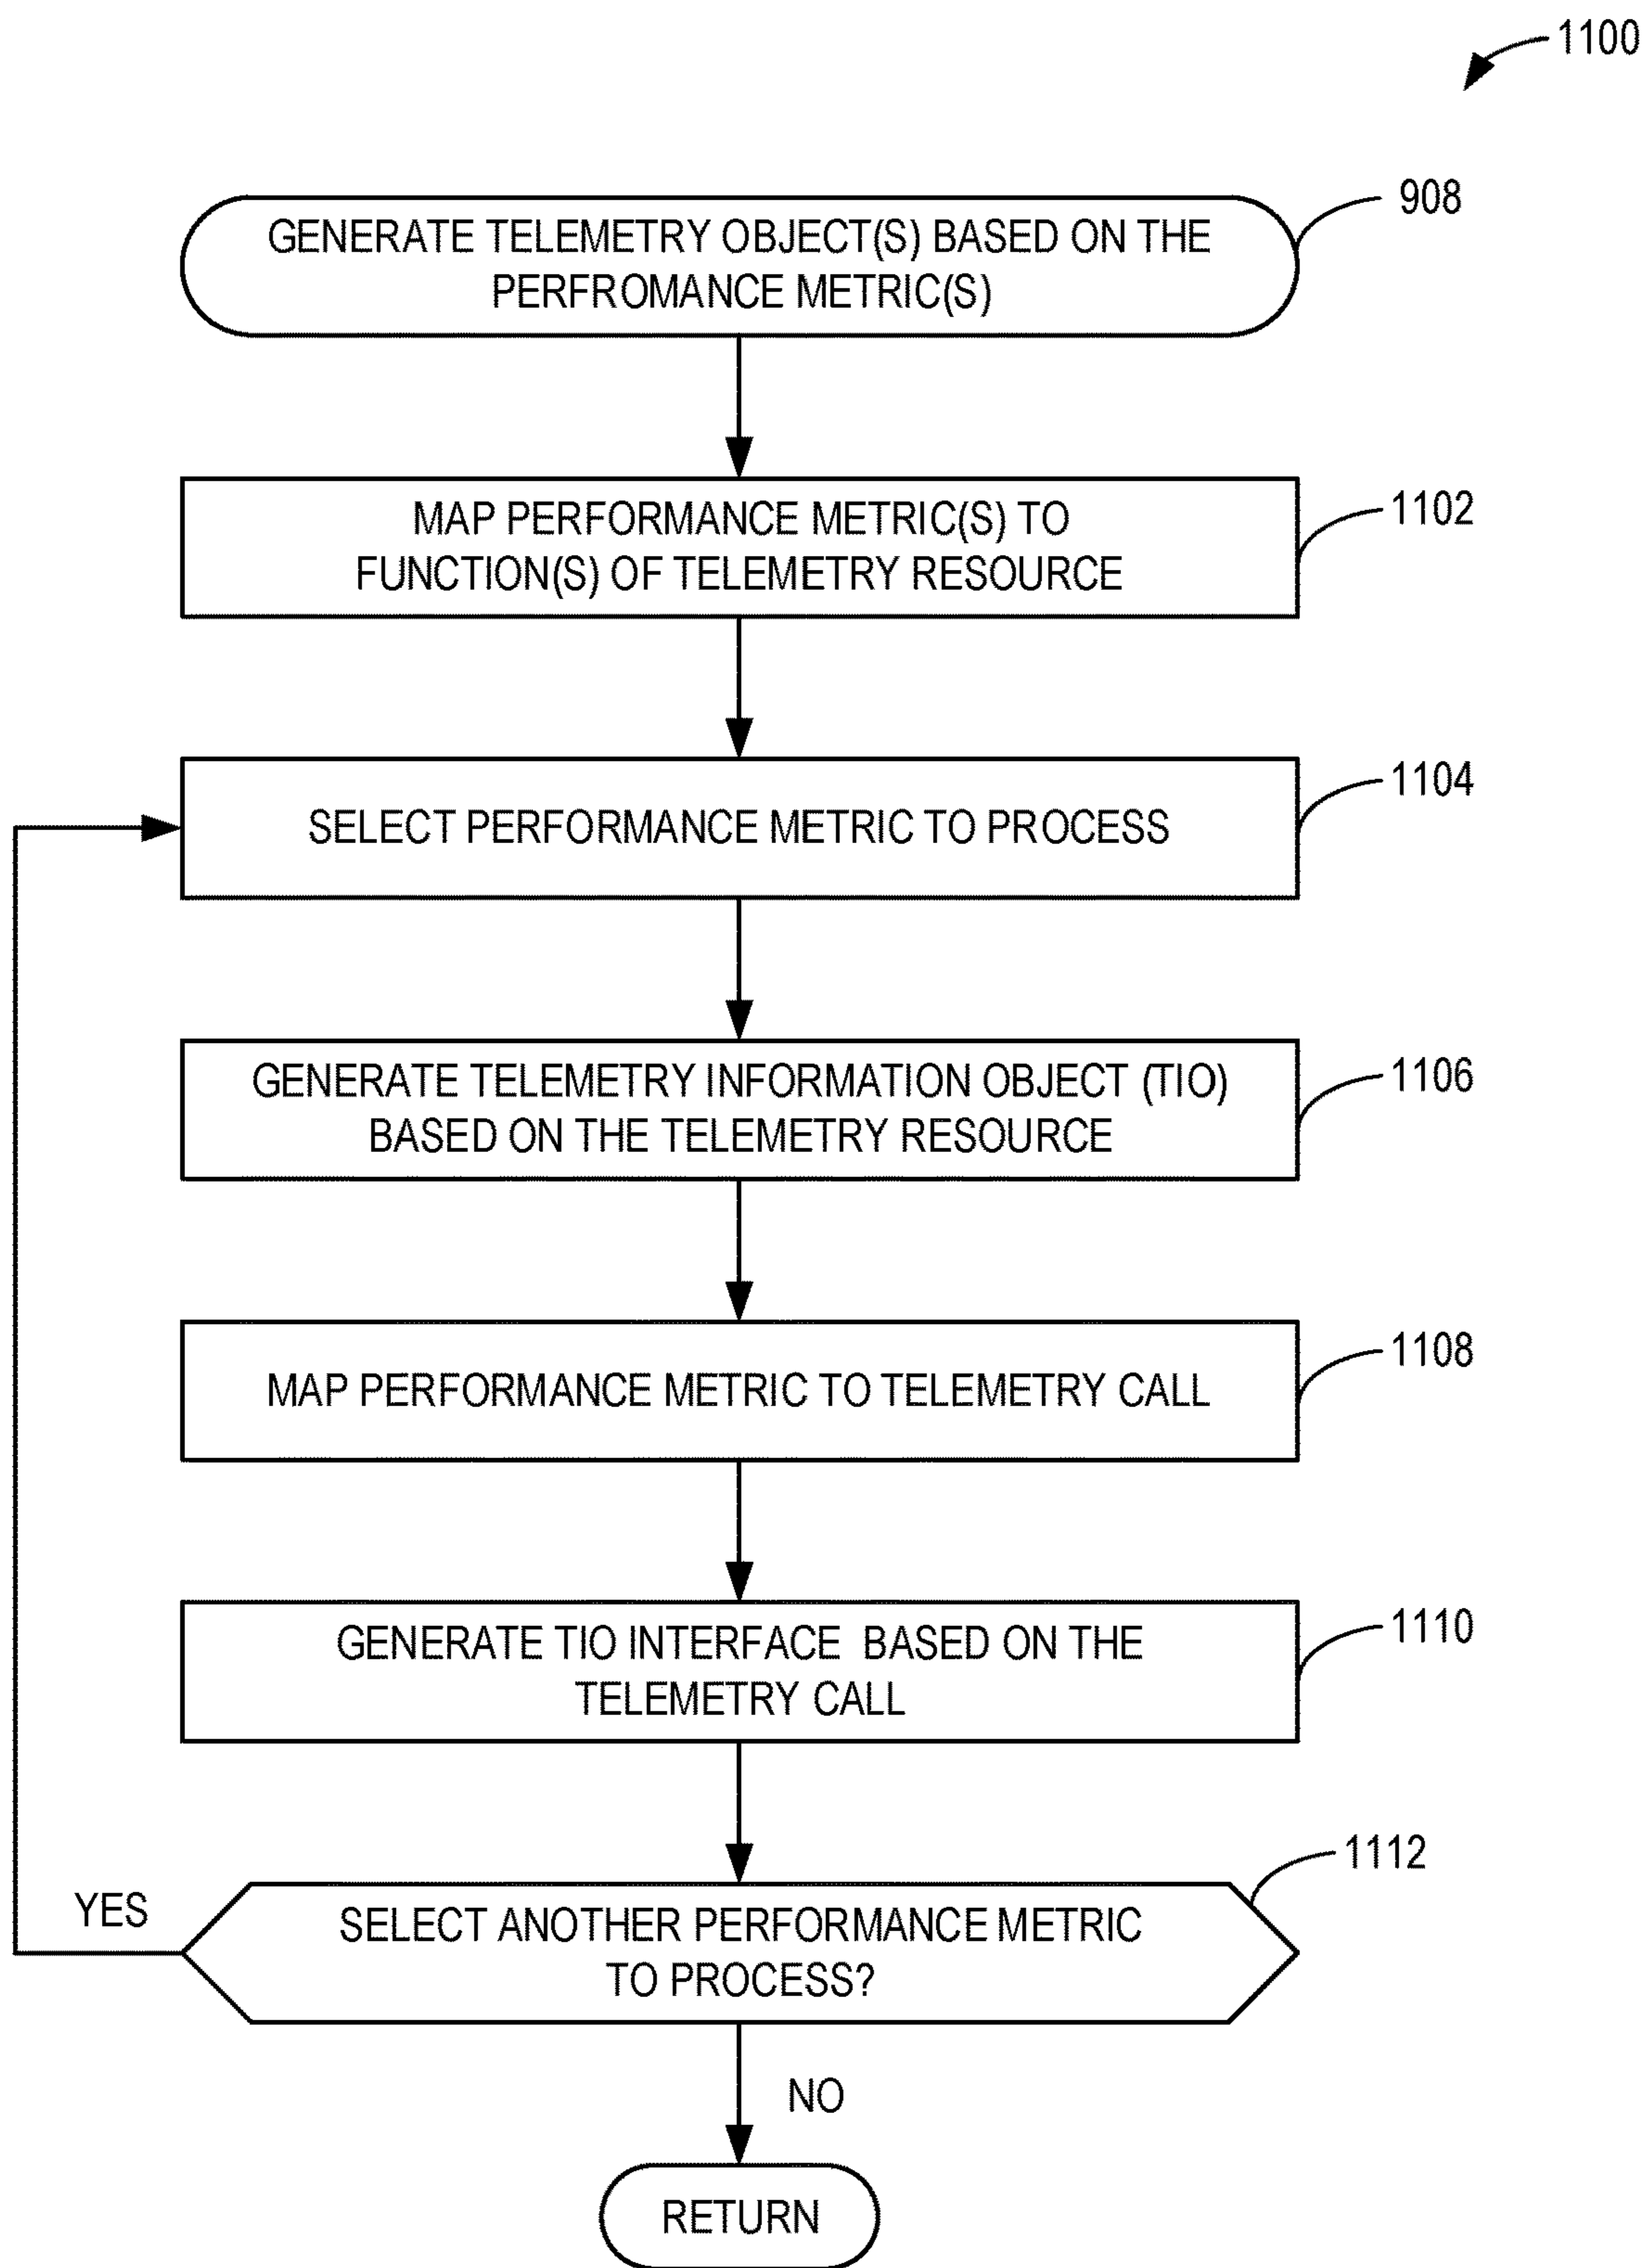 1100
908
GENERATE TELEMETRY OBJECT(S) BASED ON THE
PERFROMANCE METRIC(S)
1102
MAP PERFORMANCE METRIC(S) TO
FUNCTION(S) OF TELEMETRY RESOURCE
1104
SELECT PERFORMANCE METRIC TO PROCESS
1106
GENERATE TELEMETRY INFORMATION OBJECT (TIO)
BASED ON THE TELEMETRY RESOURCE
1108
MAP PERFORMANCE METRIC TO TELEMETRY CALL
1110
GENERATE TIO INTERFACE BASED ON THE
TELEMETRY CALL
1112
YES
SELECT ANOTHER PERFORMANCE METRIC
TO PROCESS?
NO
RETURN